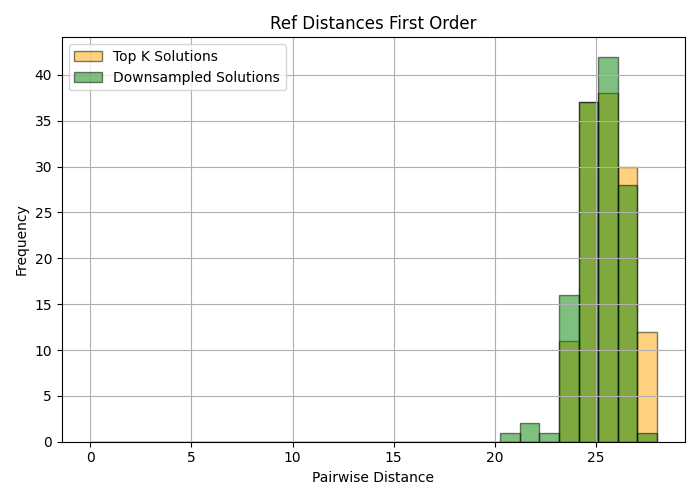 Ref Distances First Order
Top K Solutions
Downsampled Solutions
Frequency
40
35
30
25
20
15
10
5
0
0 5 10 15 20 25
Pairwise Distance